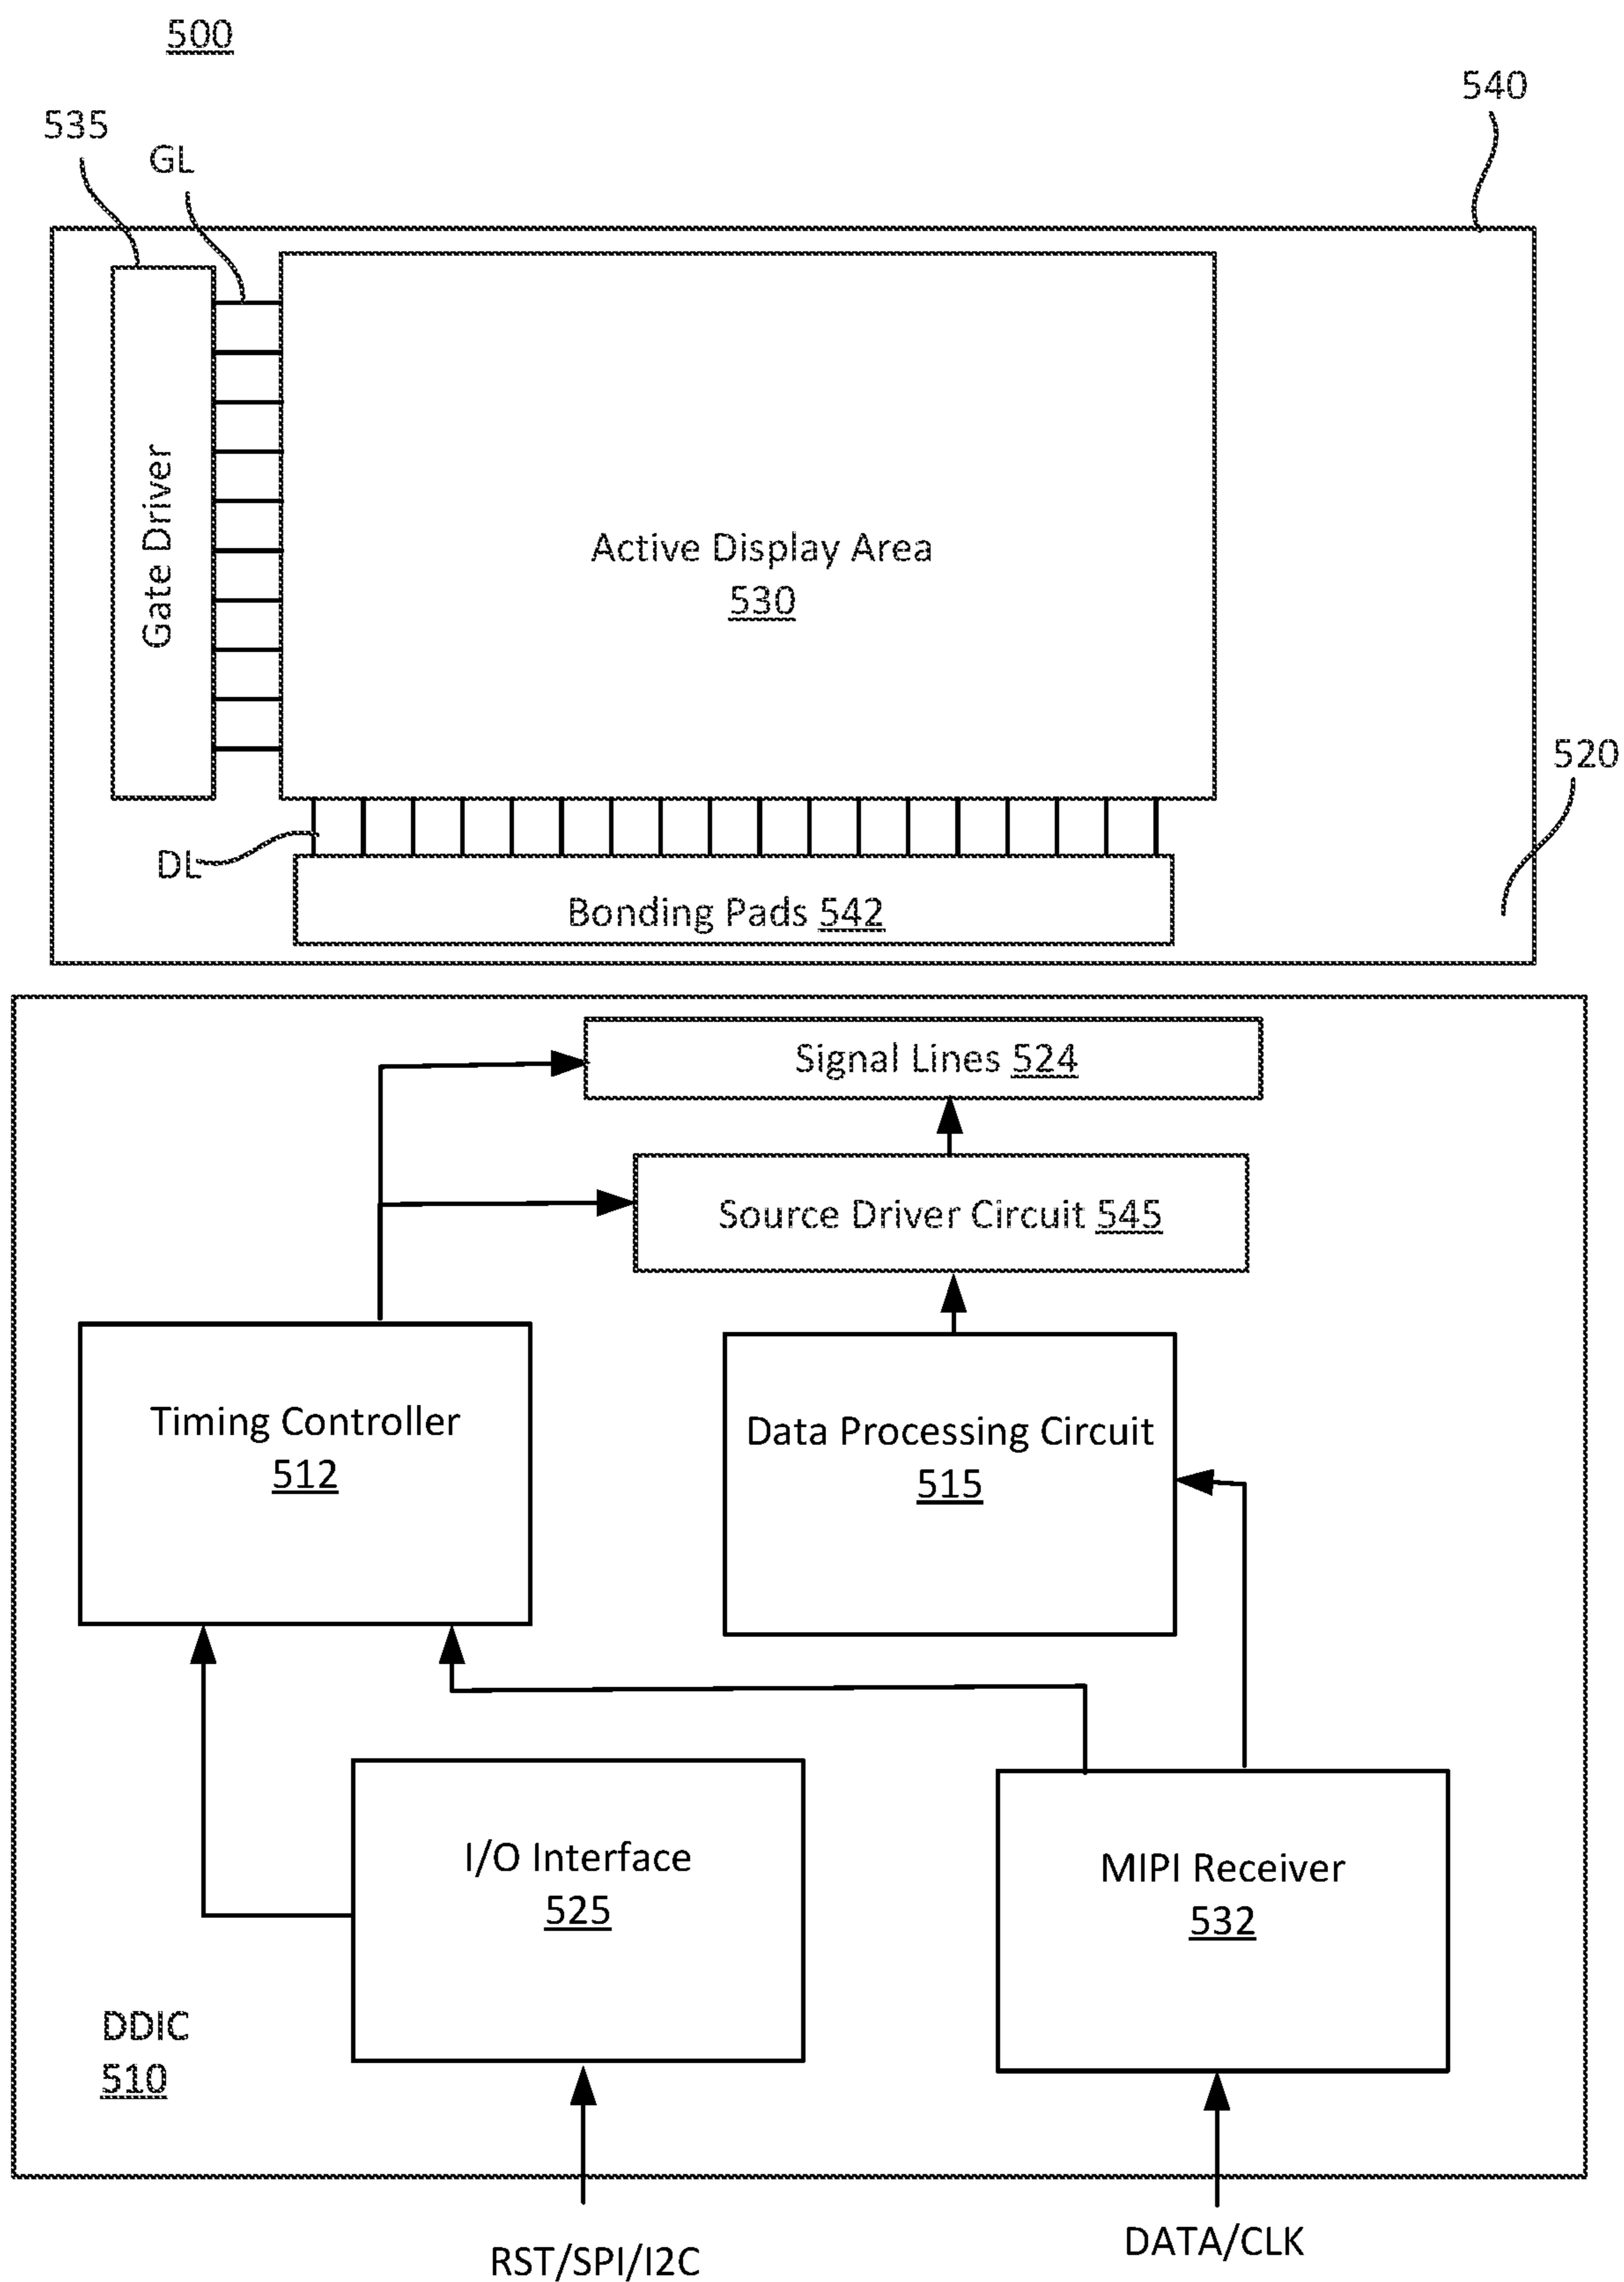 500
540
535
GL
Gate Driver
Active Display Area
530
520
DL
Bonding Pads 542
Signal Lines 524
Source Driver Circuit 545
Timing Controller
512
Data Processing Circuit
515
I/O Interface
525
MIPI Receiver
532
DDIC
510
RST/SPI/I2C
DATA/CLK